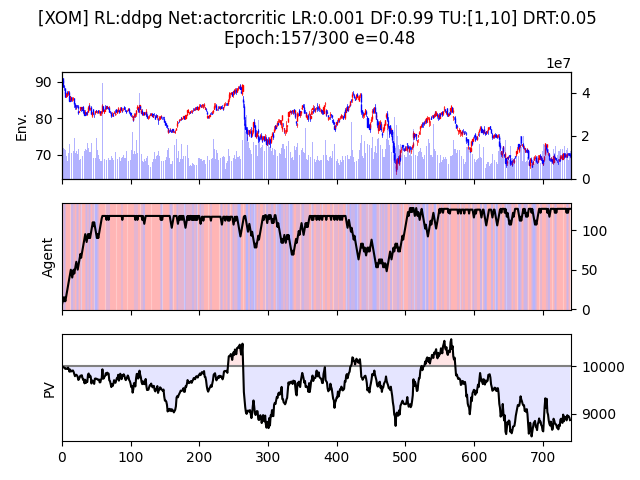 [XOM] RL:ddpg Net:actorcritic LR:0.001 DF:0.99 TU:[1,10] DRT:0.05
Epoch:157/300 e=0.48
1e7
90
80
70
Env.
4
2
0
Agent
100
50
0
PV
10000
9000
0 100 200 300 400 500 600 700